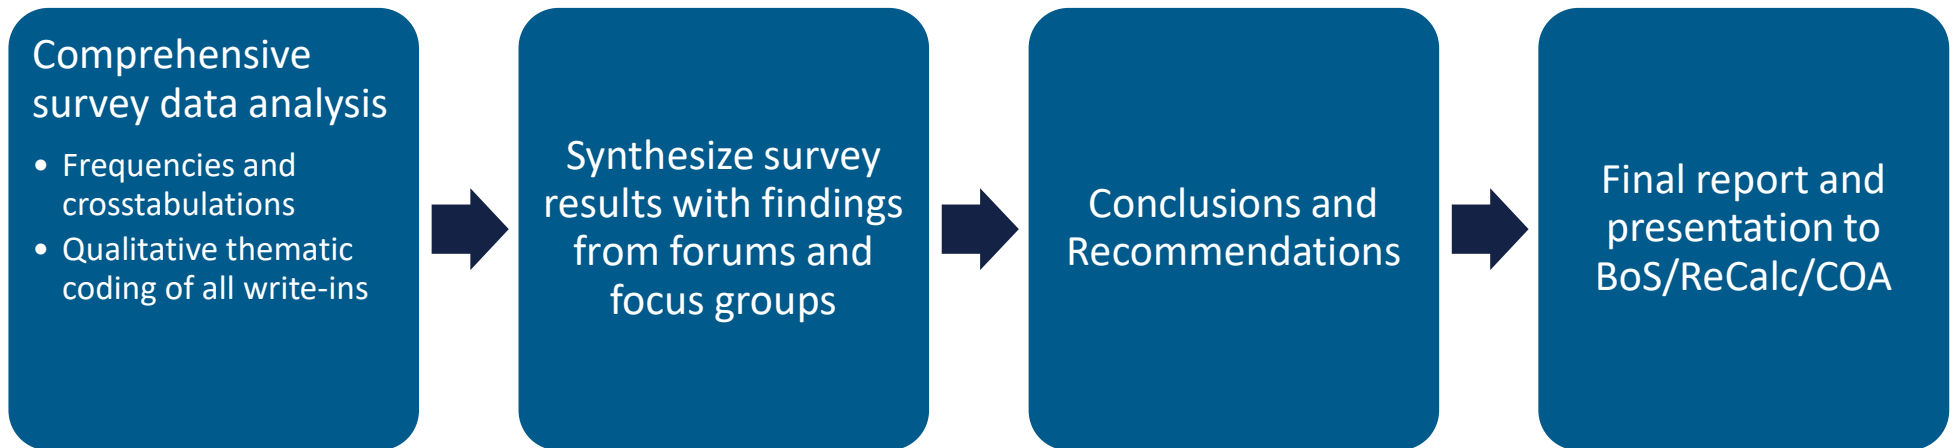 Comprehensive
survey data analysis
• Frequencies and
crosstabulations
• Qualitative thematic
coding of all write-ins
Synthesize survey
results with findings
from forums and
focus groups
Conclusions and
Recommendations
Final report and
presentation to
BoS/ReCalc/COA